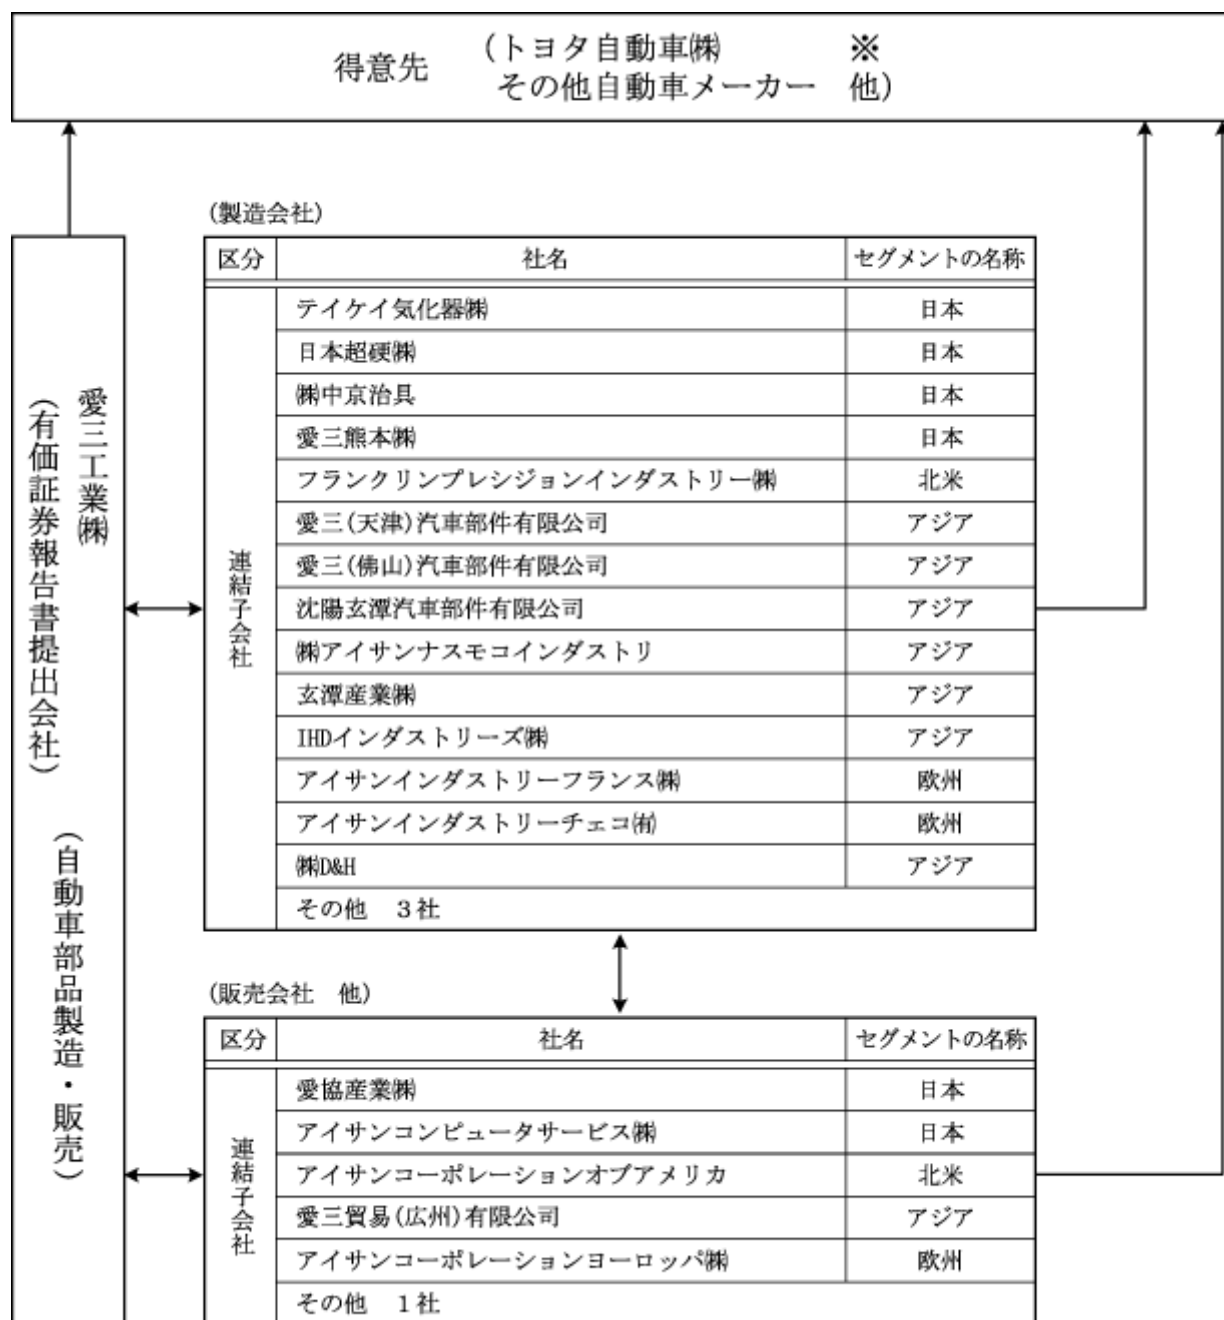 得意先 (トヨタ自動車㈱ ※
その他自動車メーカー 他)
愛三工業㈱
(有価証券報告書提出会社)
(自動車部品製造・販売)
(製造会社)
区分 社名 セグメントの名称
連結子会社
テイケイ気化器㈱ 日本
日本超硬㈱ 日本
㈱中京治具 日本
愛三熊本㈱ 日本
フランクリンプレシジョンインダストリー㈱ 北米
愛三(天津)汽車部件有限公司 アジア
愛三(佛山)汽車部件有限公司 アジア
沈陽玄潭汽車部件有限公司 アジア
㈱アイサンナスモコインダストリ アジア
玄潭産業㈱ アジア
IHDインダストリーズ㈱ アジア
アイサンインダストリーフランス㈱ 欧州
アイサンインダストリーチェコ㈲ 欧州
㈱D&H アジア
その他 3社
(販売会社 他)
区分 社名 セグメントの名称
連結子会社
愛協産業㈱ 日本
アイサンコンピュータサービス㈱ 日本
アイサンコーポレーションオブアメリカ 北米
愛三貿易(広州)有限公司 アジア
アイサンコーポレーションヨーロッパ㈱ 欧州
その他 1社